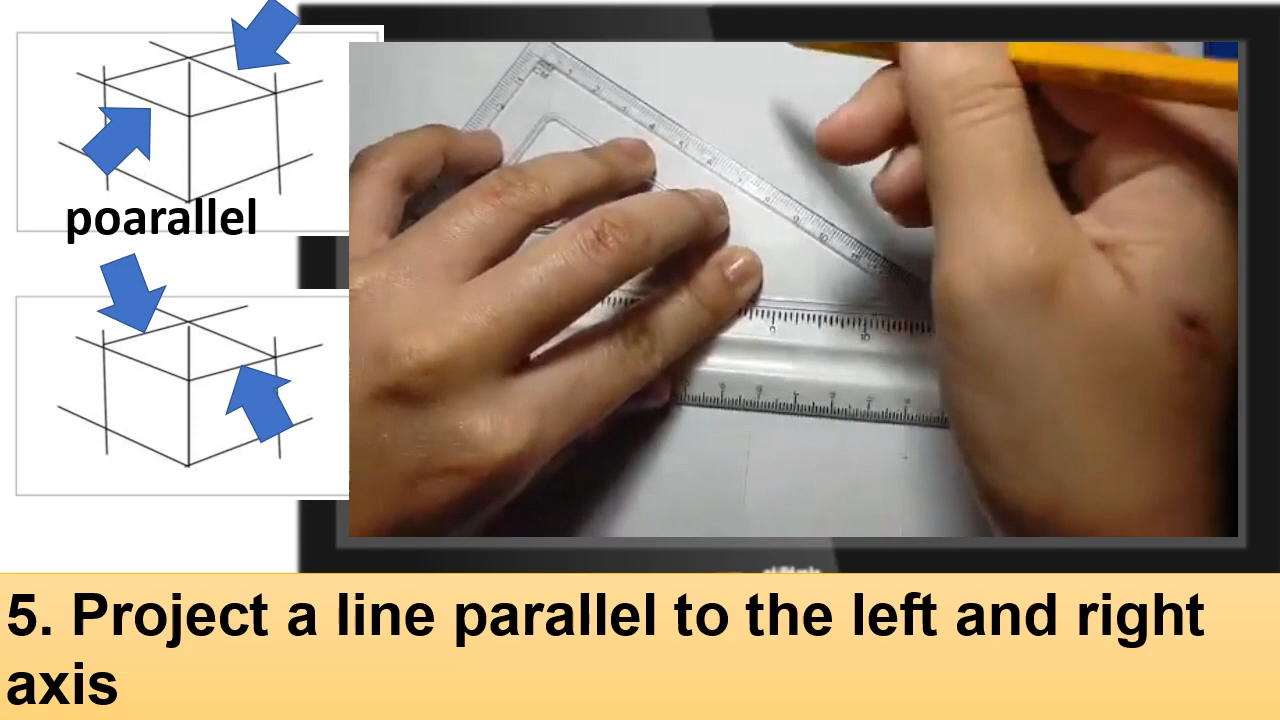 poarallel
5. Project a line parallel to the left and right
axis